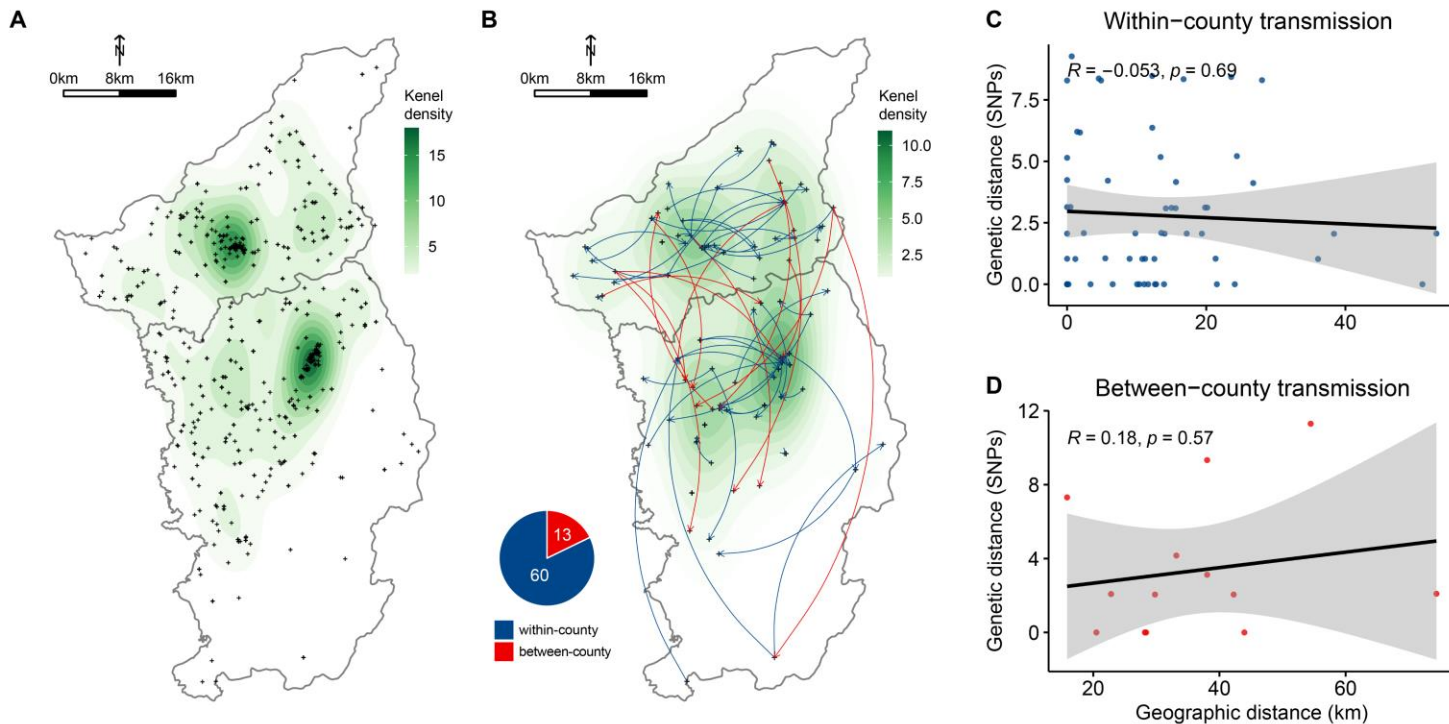 A
N
0km 8km 16km
Kenel
density
15
10
5
B
N
0km 8km 16km
Kenel
density
10.0
7.5
5.0
2.5
13
60
within-county
between-county
C
Within−county transmission
R = −0.053, p = 0.69
Genetic distance (SNPs)
7.5
5.0
2.5
0.0
0 20 40
D
Between−county transmission
R = 0.18, p = 0.57
Genetic distance (SNPs)
12
8
4
0
20 40 60
Geographic distance (km)